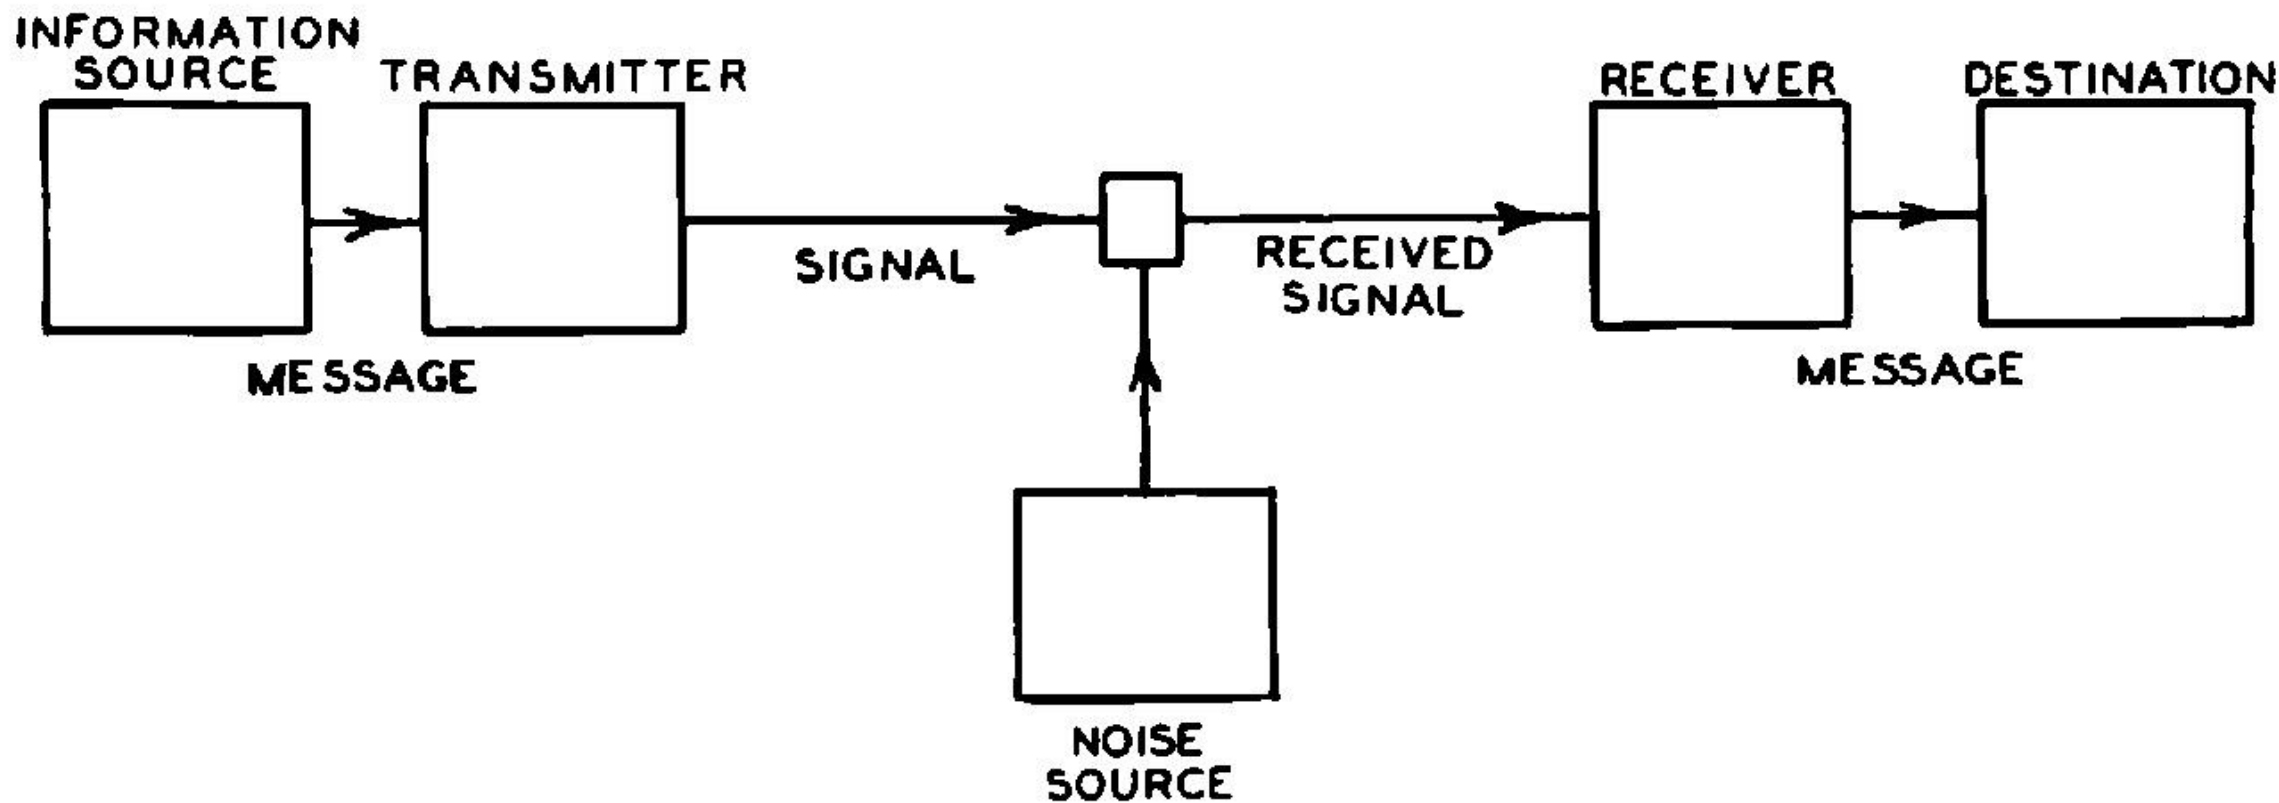 INFORMATION
SOURCE
TRANSMITTER
RECEIVER
DESTINATION
SIGNAL
RECEIVED
SIGNAL
MESSAGE
MESSAGE
NOISE
SOURCE